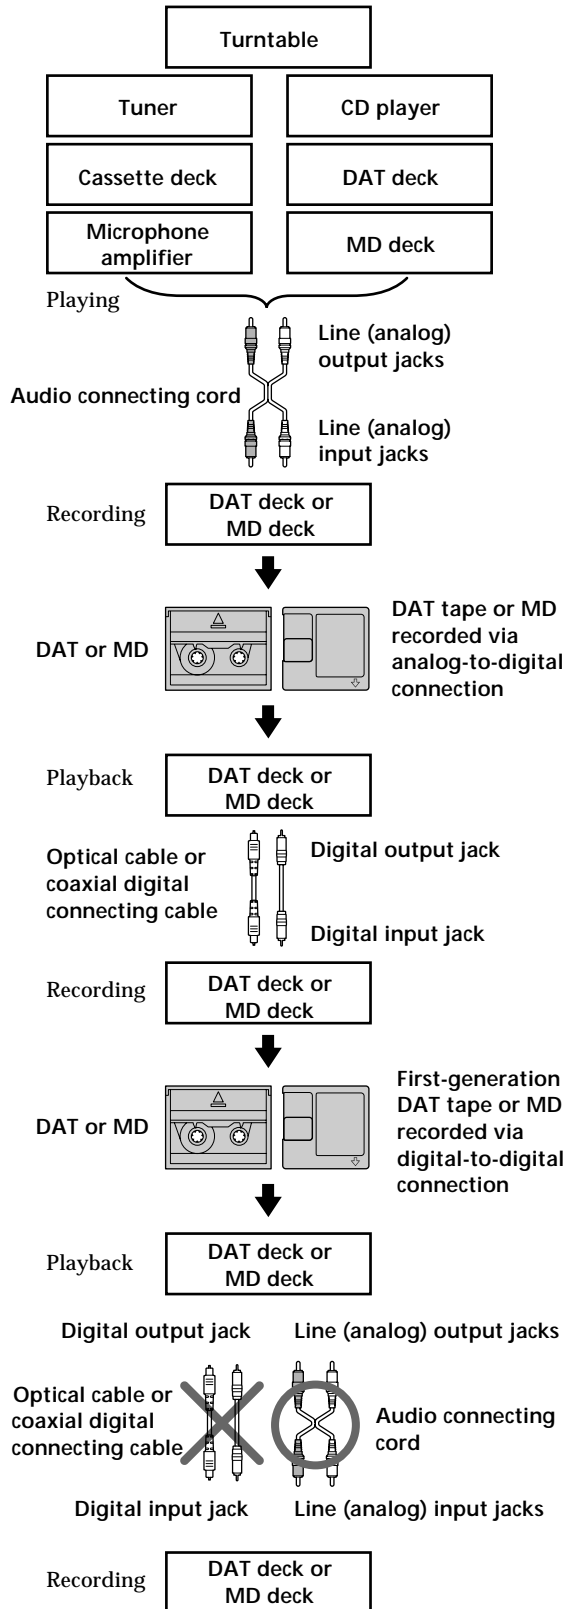 Turntable
Tuner
CD player
Cassette deck
DAT deck
Microphone
amplifier
MD deck
Playing
Line (analog)
output jacks
Audio connecting cord
Line (analog)
input jacks
Recording
DAT deck or
MD deck
DAT or MD
DAT tape or MD
recorded via
analog-to-digital
connection
Playback
DAT deck or
MD deck
Optical cable or
coaxial digital
connecting cable
Digital output jack
Digital input jack
Recording
DAT deck or
MD deck
DAT or MD
First-generation
DAT tape or MD
recorded via
digital-to-digital
connection
Playback
DAT deck or
MD deck
Digital output jack
Line (analog) output jacks
Optical cable or
coaxial digital
connecting cable
Audio connecting
cord
Digital input jack
Line (analog) input jacks
Recording
DAT deck or
MD deck